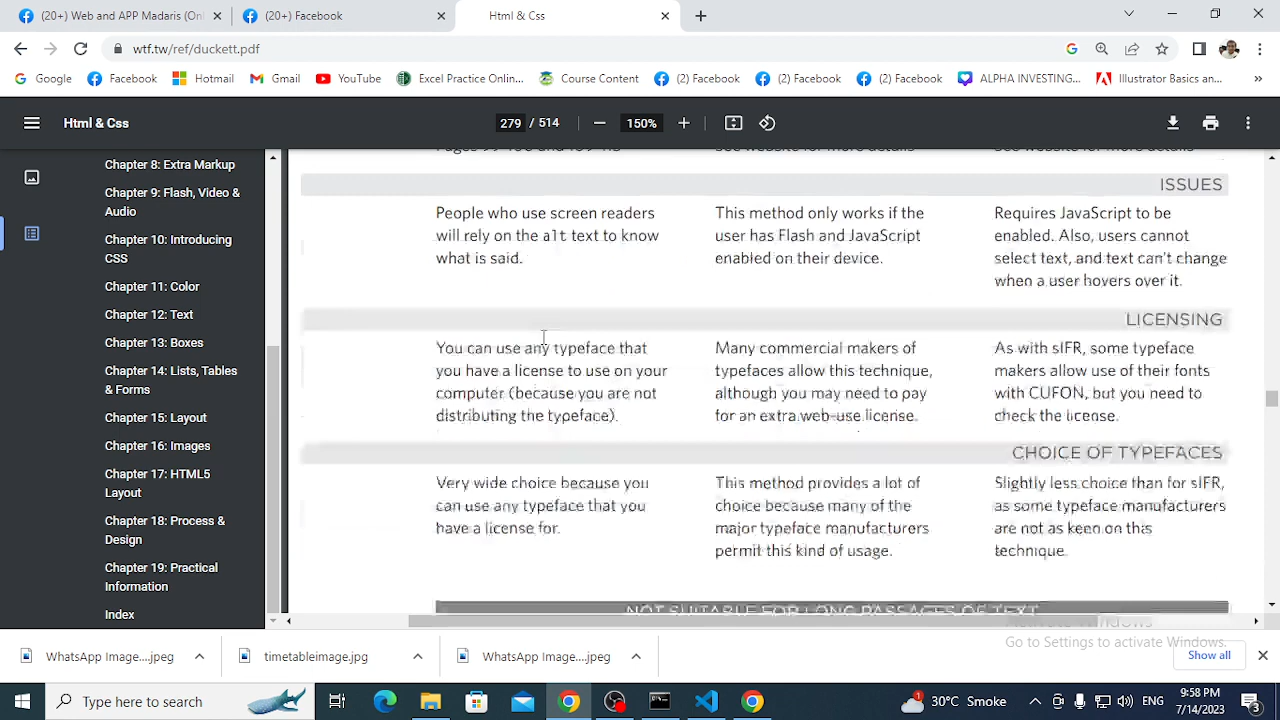 (20+) Web and APP Madaris (Onl
(20+) Facebook
Html & Css
wtf.tw/ref/duckett.pdf
Google
Facebook
Hotmail
Gmail
YouTube
Excel Practice Onlin...
Course Content
(2) Facebook
(2) Facebook
(2) Facebook
ALPHA INVESTING...
Illustrator Basics an...
»
Html & Css
279 / 514
150%
Chapter 8: Extra Markup
Chapter 9: Flash, Video &
Audio
Chapter 10: Introducing
CSS
Chapter 11: Color
Chapter 12: Text
Chapter 13: Boxes
Chapter 14: Lists, Tables
& Forms
Chapter 15: Layout
Chapter 16: Images
Chapter 17: HTML5
Layout
Chapter 18: Process &
Design
Chapter 19: Practical
Information
Index
ISSUES
People who use screen readers
will rely on the alt text to know
what is said.
This method only works if the
user has Flash and JavaScript
enabled on their device.
Requires JavaScript to be
enabled. Also, users cannot
select text, and text can't change
when a user hovers over it.
LICENSING
You can use any typeface that
you have a license to use on your
computer (because you are not
distributing the typeface).
Many commercial makers of
typefaces allow this technique,
although you may need to pay
for an extra web-use license.
As with sIFR, some typeface
makers allow use of their fonts
with CUFON, but you need to
check the license.
CHOICE OF TYPEFACES
Very wide choice because you
can use any typeface that you
have a license for.
This method provides a lot of
choice because many of the
major typeface manufacturers
permit this kind of usage.
Slightly less choice than for sIFR,
as some typeface manufacturers
are not as keen on this
technique.
NOT SUITABLE FOR LONG PASSAGES OF TEXT
Activate Windows
Go to Settings to activate Windows.
WhatsApp Image....jpeg
timetableimage.jpg
WhatsApp Image....jpeg
Show all
Type here to search
1
30°C Smoke
ENG
9:58 PM
7/14/2023
3